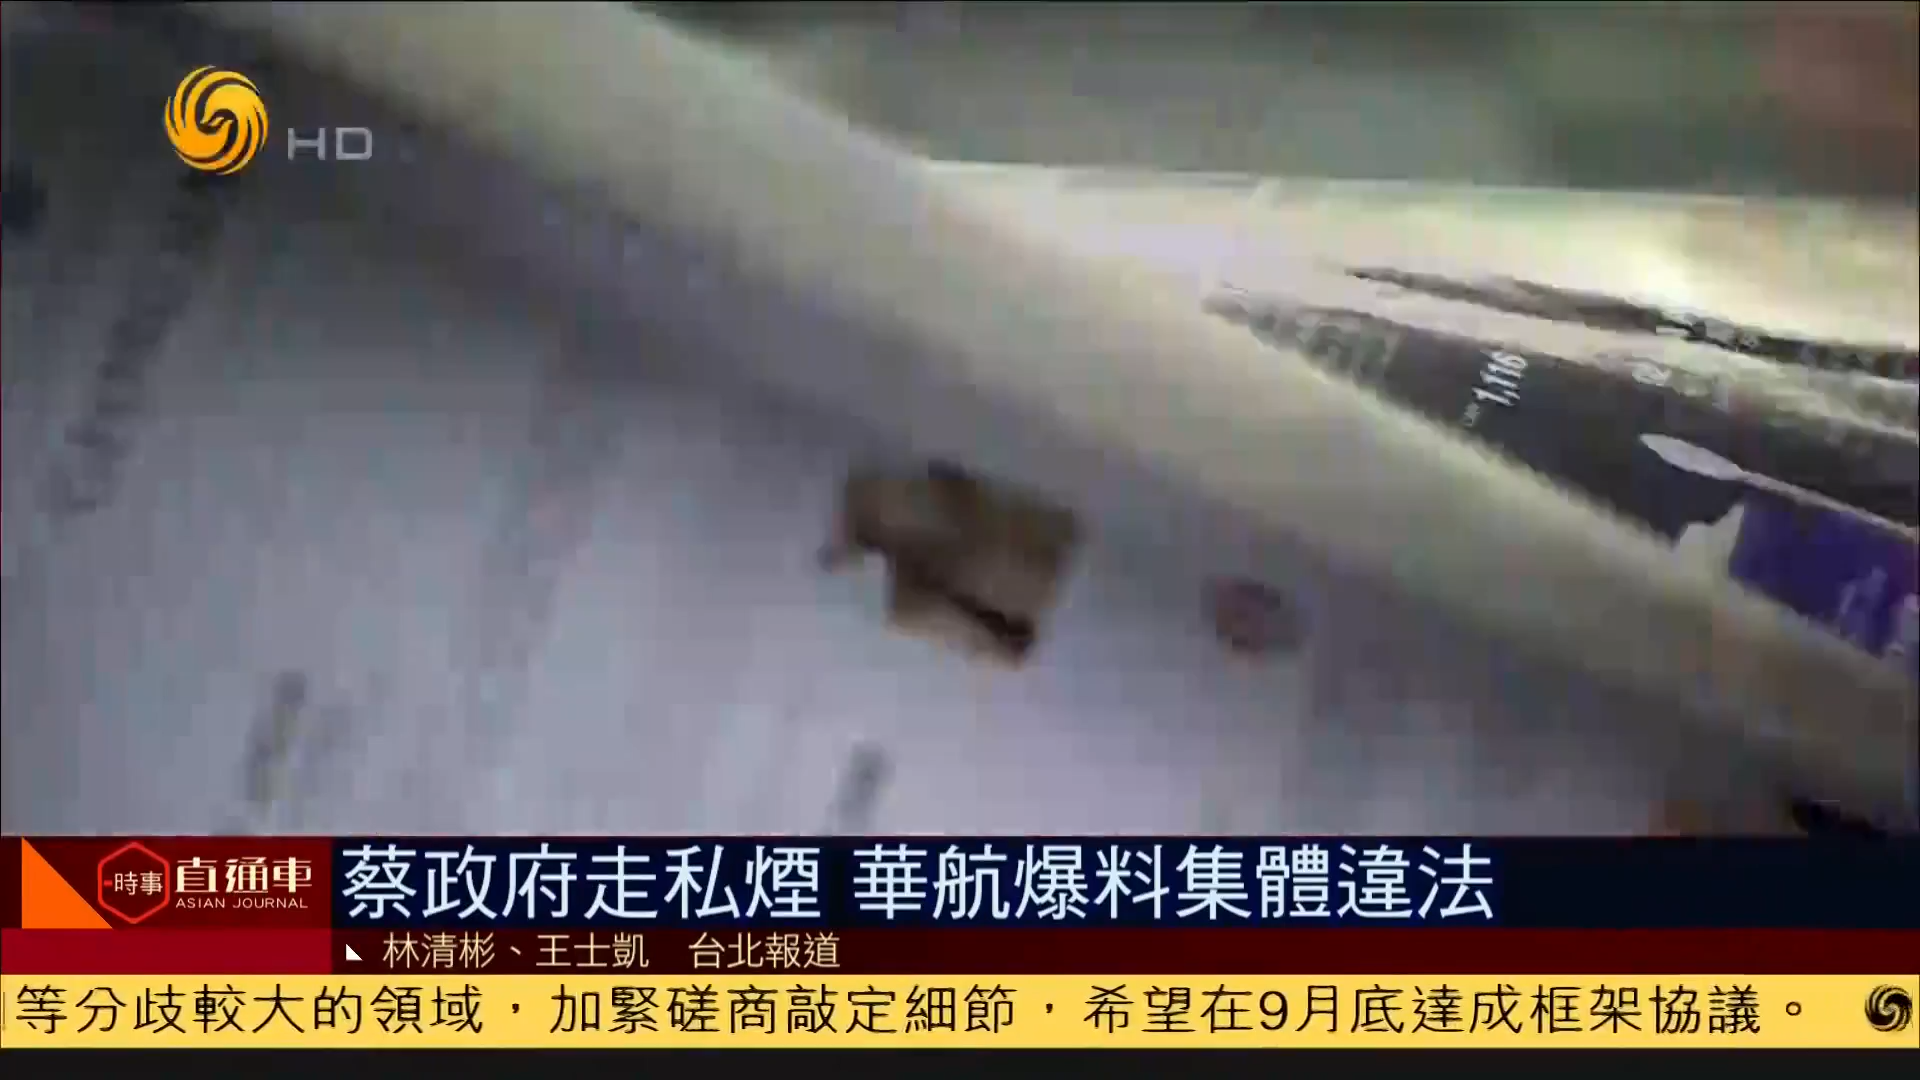 HD
1,116
時事
直通車
ASIAN JOURNAL
蔡政府走私煙 華航爆料集體違法
林清彬、王士凱 台北報道
等分歧較大的領域，加緊磋商敲定細節，希望在9月底達成框架協議。